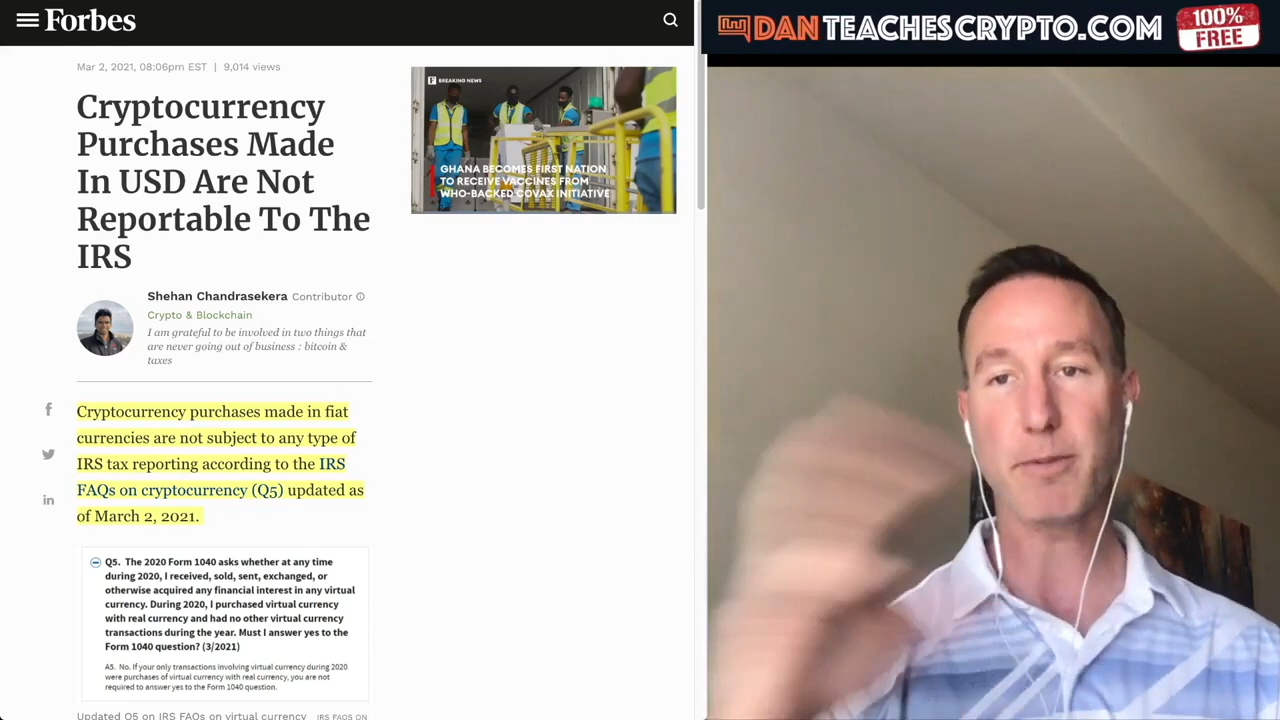 Forbes
DANTEACHESCRYPTO.COM
100%
FREE
Mar 2, 2021, 08:06pm EST | 9,014 views
Cryptocurrency
Purchases Made
In USD Are Not
Reportable To The
IRS
BREAKING NEWS
GHANA BECOMES FIRST NATION
TO RECEIVE VACCINES FROM
WHO-BACKED COVAX INITIATIVE
Shehan Chandrasekera Contributor
Crypto & Blockchain
I am grateful to be involved in two things that
are never going out of business : bitcoin &
taxes
Cryptocurrency purchases made in fiat
currencies are not subject to any type of
IRS tax reporting according to the IRS
FAQs on cryptocurrency (Q5) updated as
of March 2, 2021.
Q5. The 2020 Form 1040 asks whether at any time
during 2020, I received, sold, sent, exchanged, or
otherwise acquired any financial interest in any virtual
currency. During 2020, I purchased virtual currency
with real currency and had no other virtual currency
transactions during the year. Must I answer yes to the
Form 1040 question? (3/2021)
A5. No. If your only transactions involving virtual currency during 2020
were purchases of virtual currency with real currency, you are not
required to answer yes to the Form 1040 question.
Updated Q5 on IRS FAQs on virtual currency IRS FAQS ON